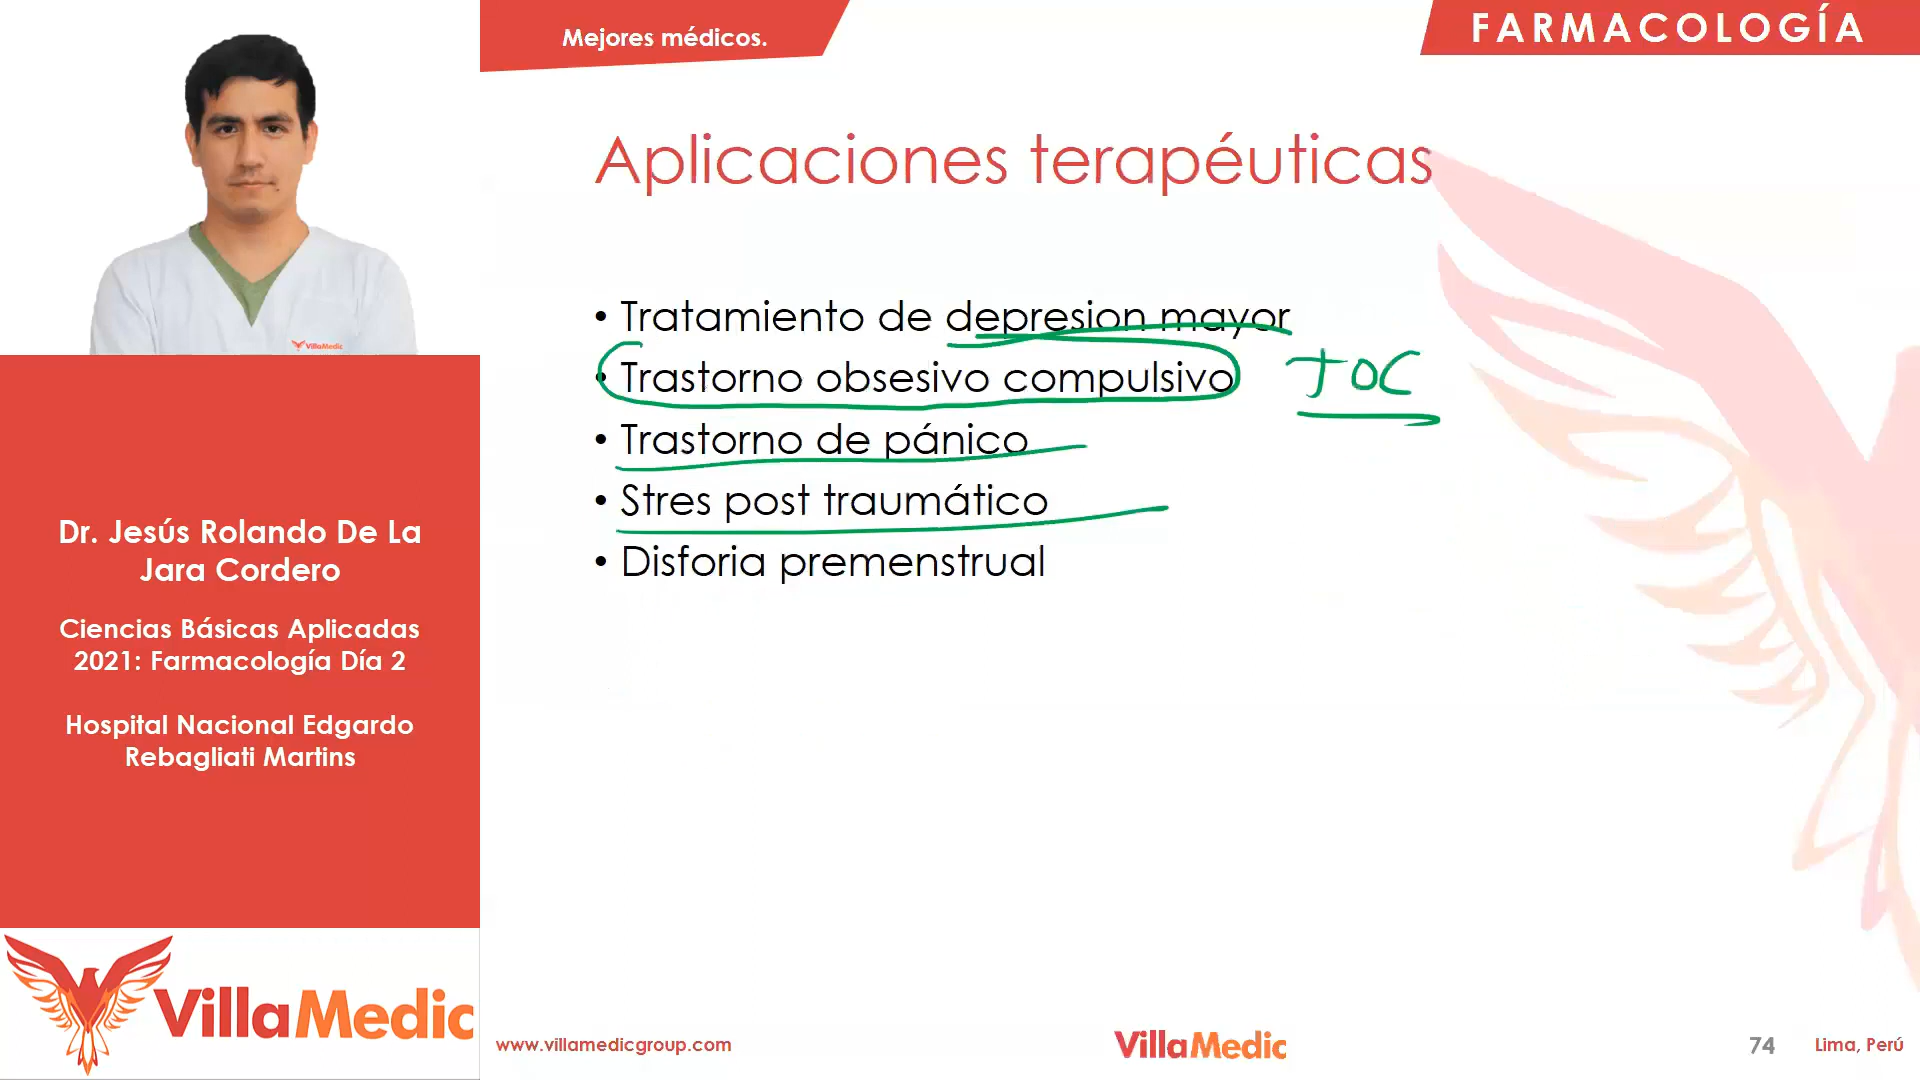 Mejores médicos.
FARMACOLOGÍA
Aplicaciones terapéuticas
• Tratamiento de depresion mayor
• Trastorno obsesivo compulsivo TOC
• Trastorno de pánico
• Stres post traumático
• Disforia premenstrual
VillaMedic
Dr. Jesús Rolando De La
Jara Cordero
Ciencias Básicas Aplicadas
2021: Farmacología Día 2
Hospital Nacional Edgardo
Rebagliati Martins
VillaMedic
www.villamedicgroup.com
VillaMedic
74
Lima, Perú